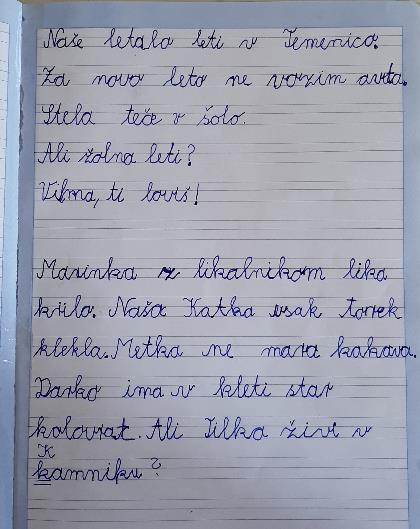 Naše letalo leti v Temenico.
Za novo leto ne vozim avta.
Stela teče v šolo.
Ali žolna leti?
Vilma, ti loviš!
Marinka z likalnikom lika
krilo. Naša Katka vsak torek
klekla. Metka ne mara kakava.
Darko ima v kleti star
kolovrat. Ali Tilka živi v
K
kamniku?